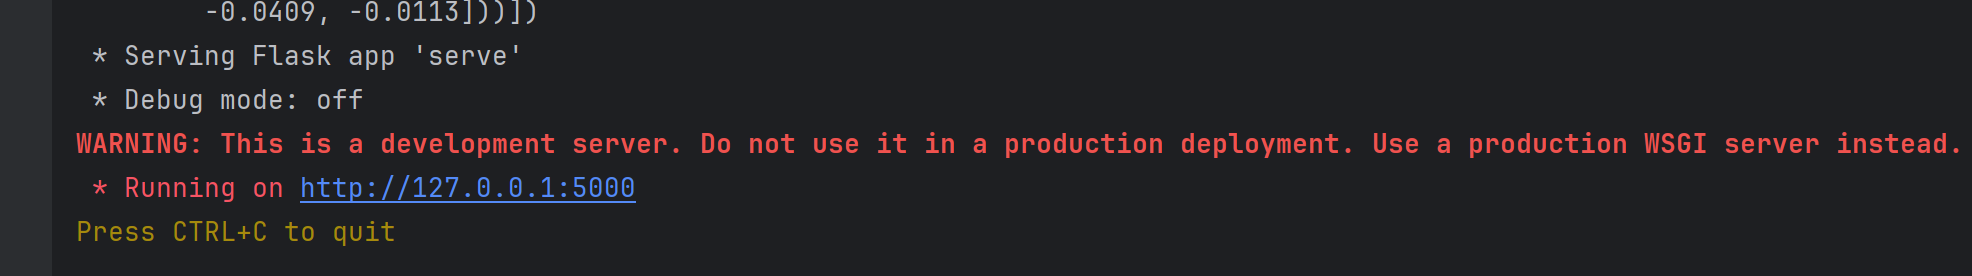 -0.0409, -0.0113]))])
* Serving Flask app 'serve'
* Debug mode: off
WARNING: This is a development server. Do not use it in a production deployment. Use a production WSGI server instead.
* Running on http://127.0.0.1:5000
Press CTRL+C to quit